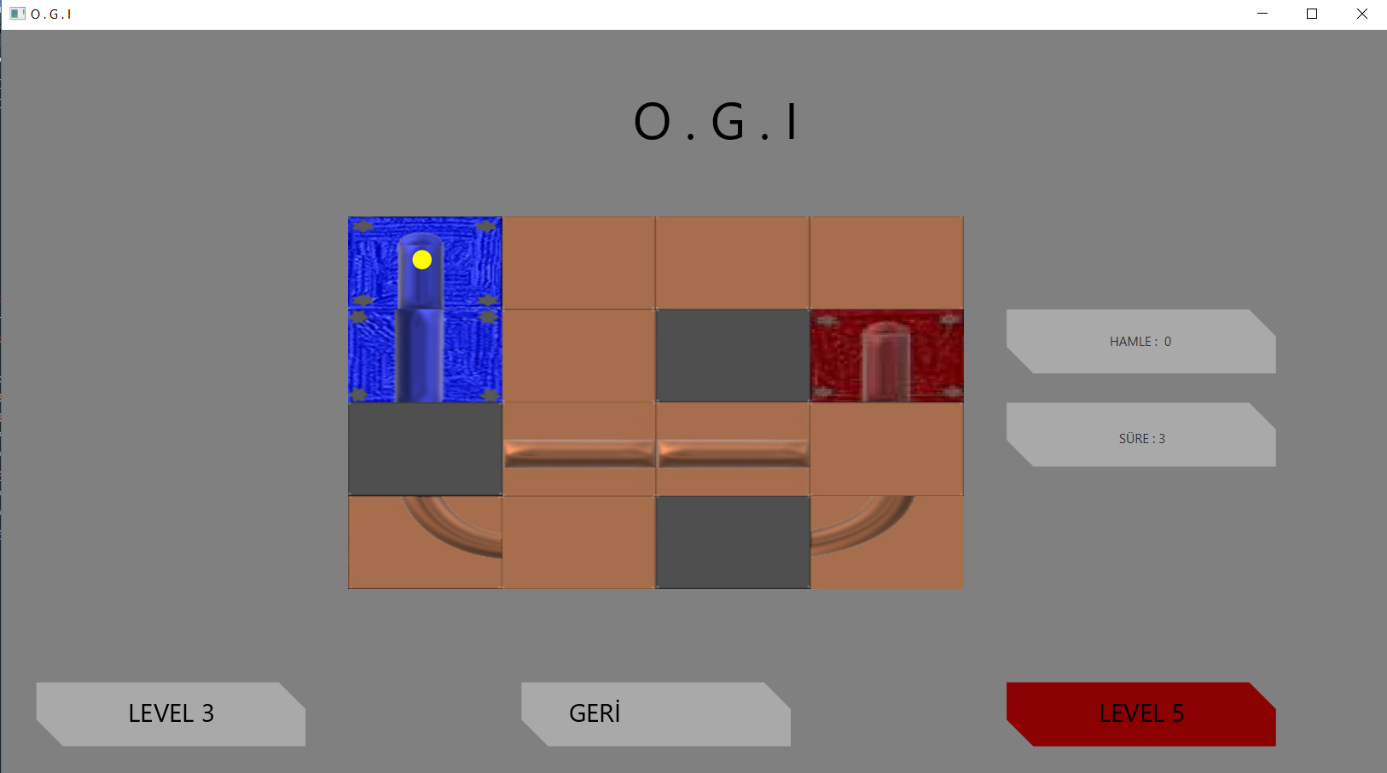 O . G . I
O . G . I
HAMLE : 0
SÜRE : 3
LEVEL 3
GERİ
LEVEL 5